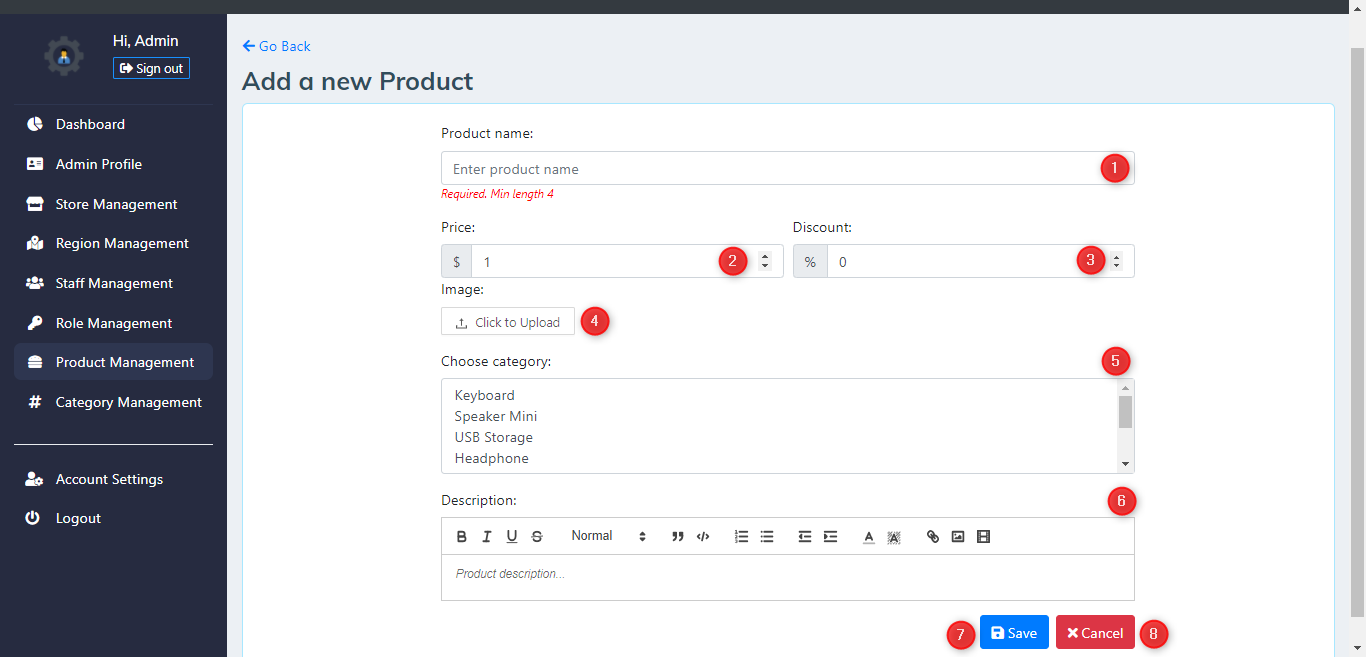 Hi, Admin
Sign out
Dashboard
Admin Profile
Store Management
Region Management
Staff Management
Role Management
Product Management
Category Management
Account Settings
Logout
Go Back
Add a new Product
Product name:
Enter product name 1
Required. Min length 4
Price: Discount:
$ 1 2 % 0 3
Image:
Click to Upload 4
Choose category: 5
Keyboard
Speaker Mini
USB Storage
Headphone
Description: 6
B I U S Normal A A
Product description...
7 Save Cancel 8